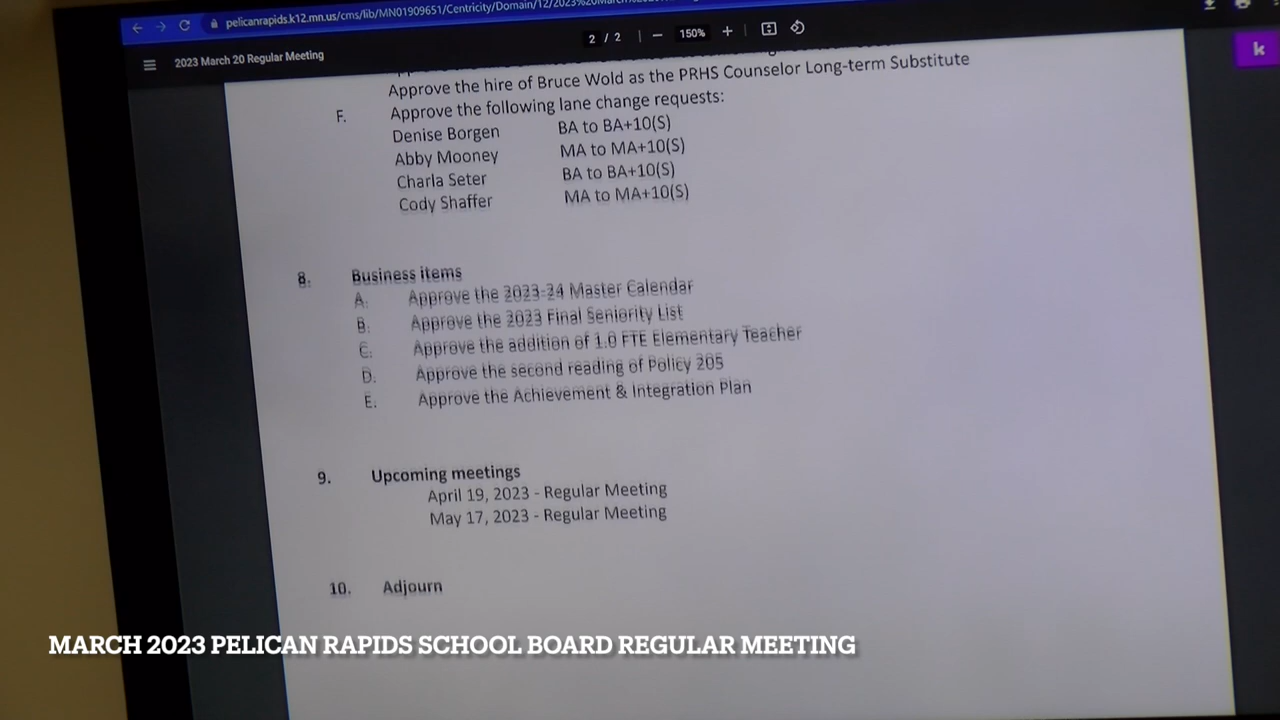 pelicanrapids.k12.mn.us/cms/lib/MN01909651/Centricity/Domain/12/2023%20March
2023 March 20 Regular Meeting
2 / 2
150%
k
Approve the hire of Bruce Wold as the PRHS Counselor Long-term Substitute
F. Approve the following lane change requests:
Denise Borgen BA to BA+10(S)
Abby Mooney MA to MA+10(S)
Charla Seter BA to BA+10(S)
Cody Shaffer MA to MA+10(S)
8. Business items
A. Approve the 2023-24 Master Calendar
B. Approve the 2023 Final Seniority List
C. Approve the addition of 1.0 FTE Elementary Teacher
D. Approve the second reading of Policy 205
E. Approve the Achievement & Integration Plan
9. Upcoming meetings
April 19, 2023 - Regular Meeting
May 17, 2023 - Regular Meeting
10. Adjourn
MARCH 2023 PELICAN RAPIDS SCHOOL BOARD REGULAR MEETING